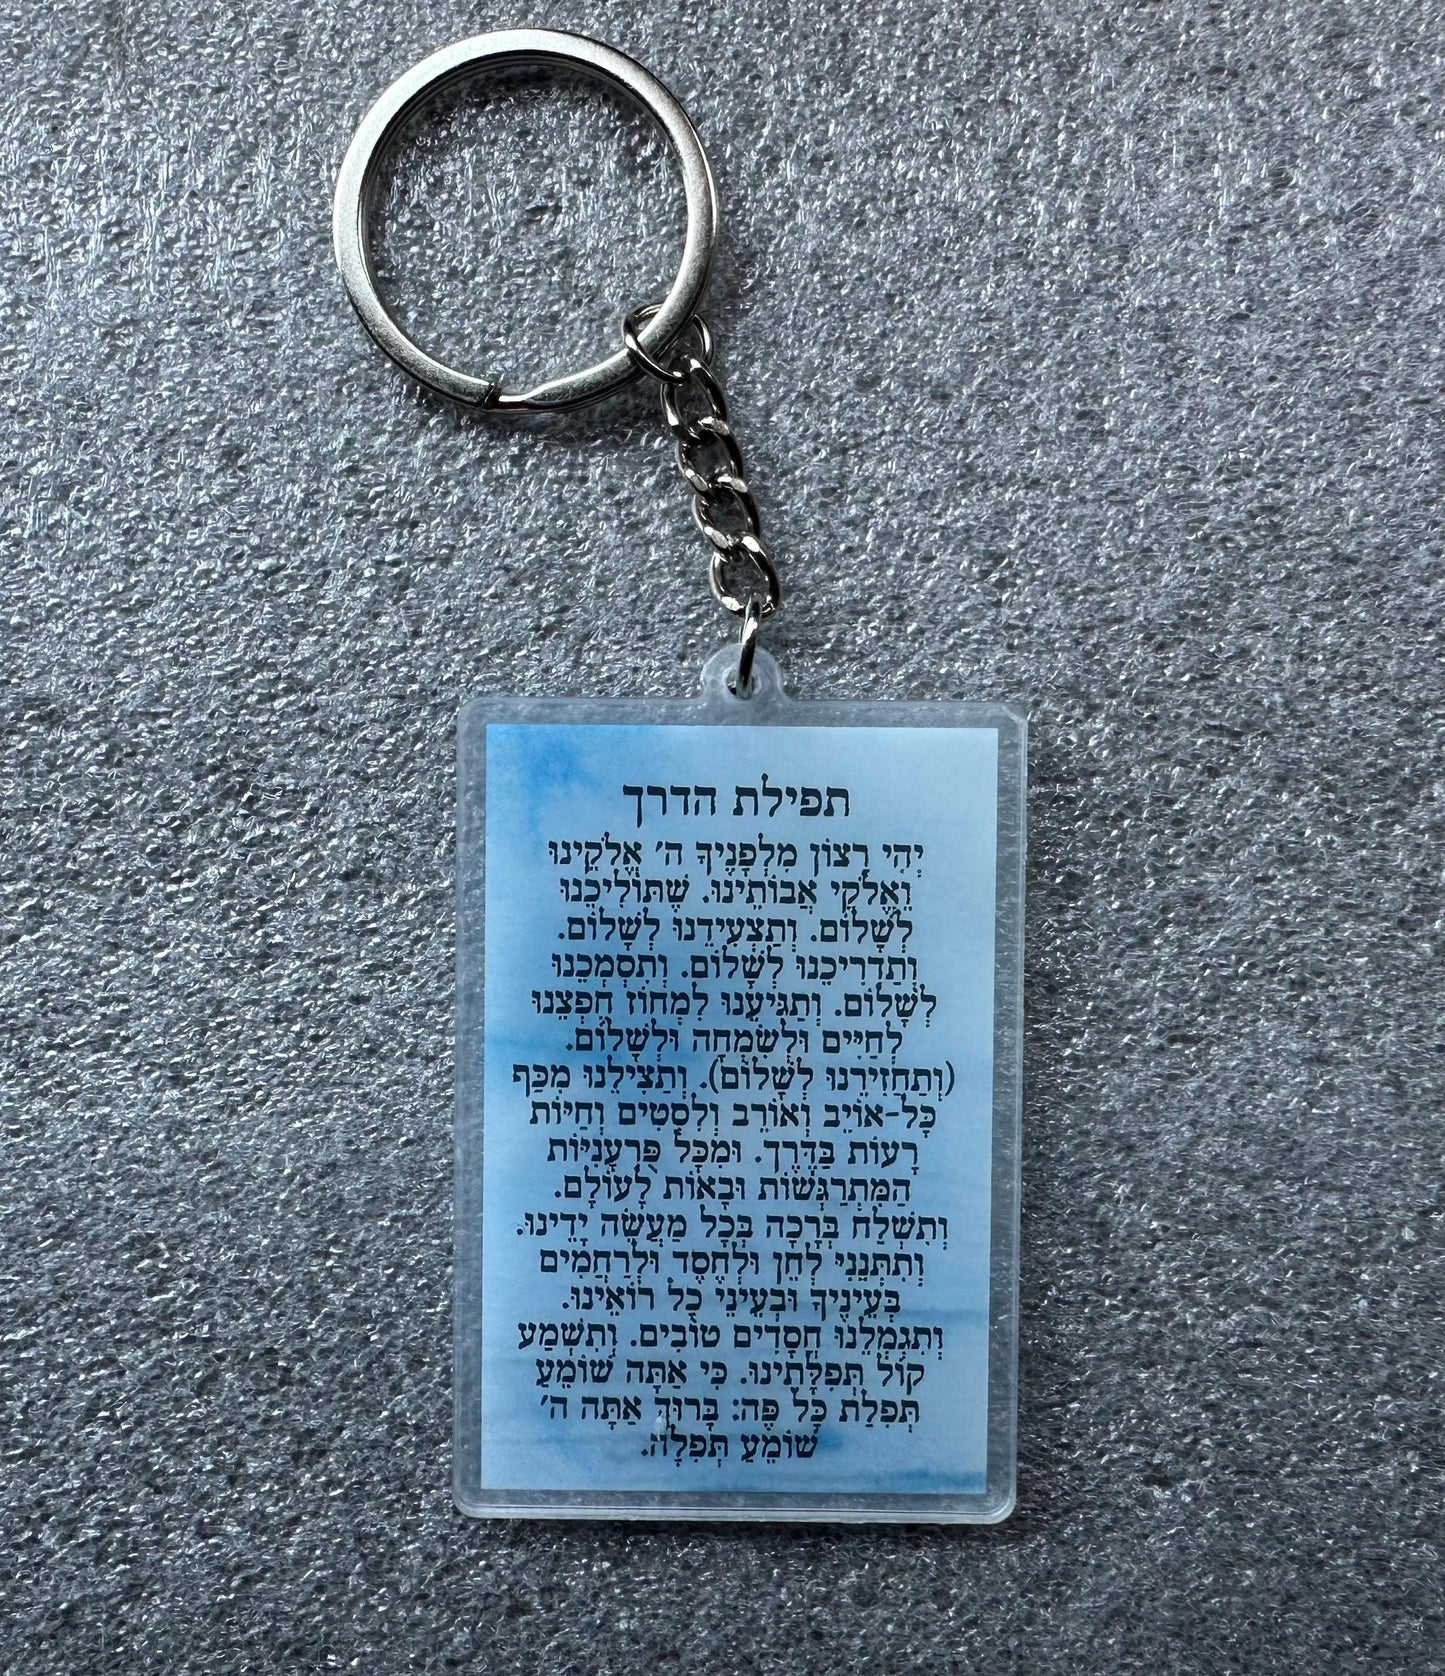 תפילת הדרך
יְהִי רָצוֹן מִלְפָנֶיךָ ה׳ אֱלֹקֵינוּ
וֵאלֹקֵי אֲבוֹתֵינוּ. שֶׁתּוֹלִיכֵנוּ
לְשָׁלוֹם. וְתַצְעִידֵנוּ לְשָׁלוֹם.
וְתַדְרִיכֵנוּ לְשָׁלוֹם. וְתִסְמְכֵנוּ
לְשָׁלוֹם. וְתַגִּיעֵנוּ לִמְחוֹז חֶפְצֵנוּ
לְחַיִּים וּלְשִׂמְחָה וּלְשָׁלוֹם.
(וְתַחֲזִירֵנוּ לְשָׁלוֹם). וְתַצִּילֵנוּ מִכַּף
כָּל-אוֹיֵב וְאוֹרֵב וְלִסְטִים וְחַיּוֹת
רָעוֹת בַּדֶּרֶךְ. וּמִכָּל פֻּרְעָנִיּוֹת
הַמִּתְרַגְּשׁוֹת וּבָאוֹת לָעוֹלָם.
וְתִשְׁלַח בְּרָכָה בְּכָל מַעֲשֵׂה יָדֵינוּ.
וְתִתְּנֵנִי לְחֵן וּלְחֶסֶד וּלְרַחֲמִים
בְּעֵינֶיךָ וּבְעֵינֵי כָל רוֹאֵינוּ.
וְתִגְמְלֵנוּ חֲסָדִים טוֹבִים. וְתִשְׁמַע
קוֹל תְּפִלָּתֵינוּ. כִּי אַתָּה שׁוֹמֵעַ
תְּפִלַת כָּל פֶּה: בָּרוּךְ אַתָּה ה׳
שׁוֹמֵעַ תְּפִלָּה.